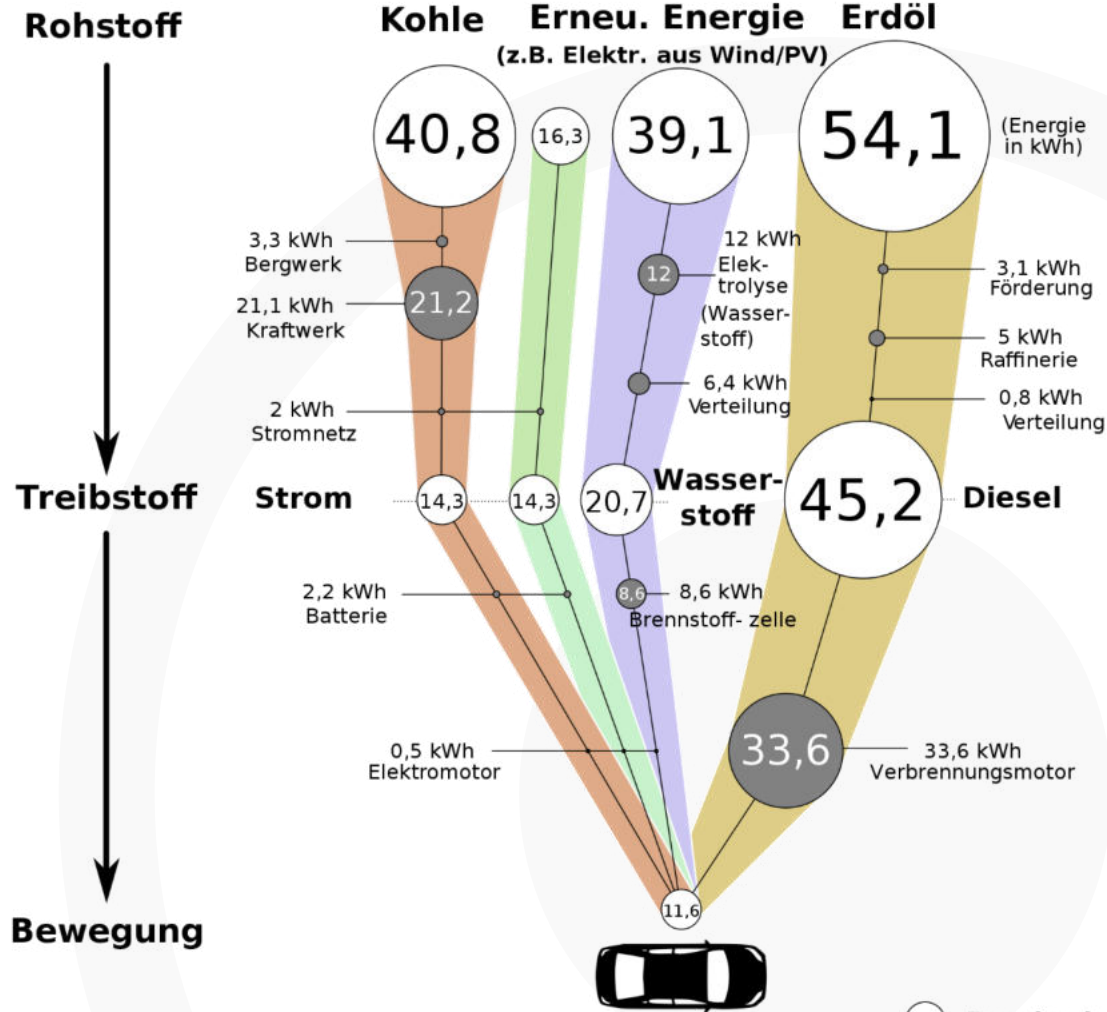 Rohstoff
Kohle
Erneu. Energie
(z.B. Elektr. aus Wind/PV)
Erdöl
40,8
16,3
39,1
54,1
(Energie
in kWh)
3,3 kWh
Bergwerk
21,2
21,1 kWh
Kraftwerk
2 kWh
Stromnetz
12 kWh
12
Elek-
trolyse
(Wasser-
stoff)
6,4 kWh
Verteilung
3,1 kWh
Förderung
5 kWh
Raffinerie
0,8 kWh
Verteilung
Treibstoff
Strom
14,3
14,3
20,7
Wasser-
stoff
45,2
Diesel
2,2 kWh
Batterie
8,6
8,6 kWh
Brennstoff- zelle
0,5 kWh
Elektromotor
33,6
33,6 kWh
Verbrennungsmotor
Bewegung
11,6